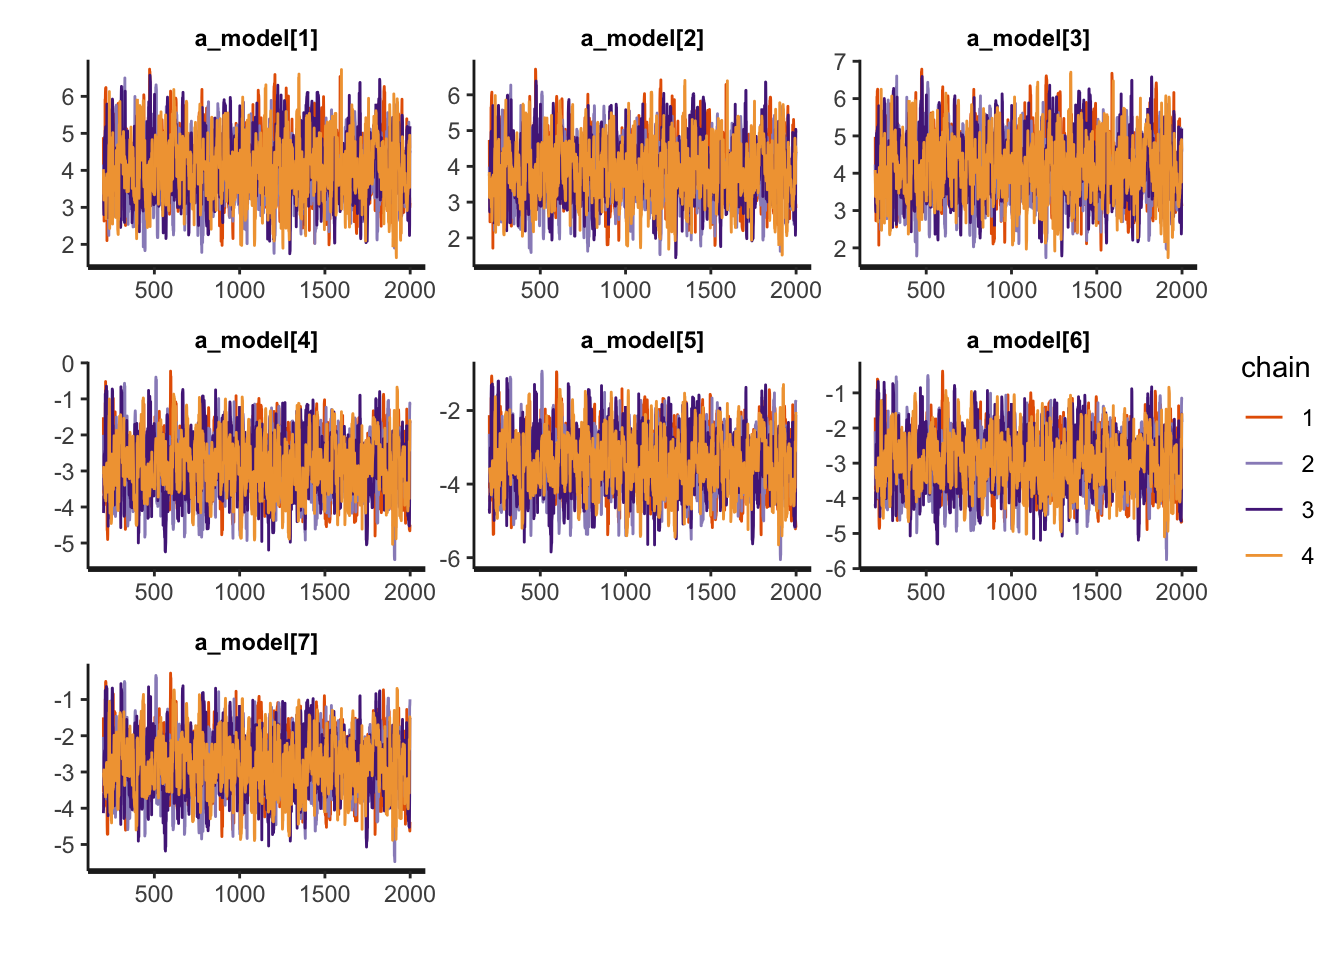 a_model[1] a_model[2] a_model[3]
6 5 4 3 2
6 5 4 3 2
7 6 5 4 3 2
500 1000 1500 2000 500 1000 1500 2000 500 1000 1500 2000
a_model[4] a_model[5] a_model[6]
0 -1 -2 -3 -4 -5
-2 -4 -6
-1 -2 -3 -4 -5 -6
500 1000 1500 2000 500 1000 1500 2000 500 1000 1500 2000
a_model[7]
-1 -2 -3 -4 -5
500 1000 1500 2000
chain
1
2
3
4